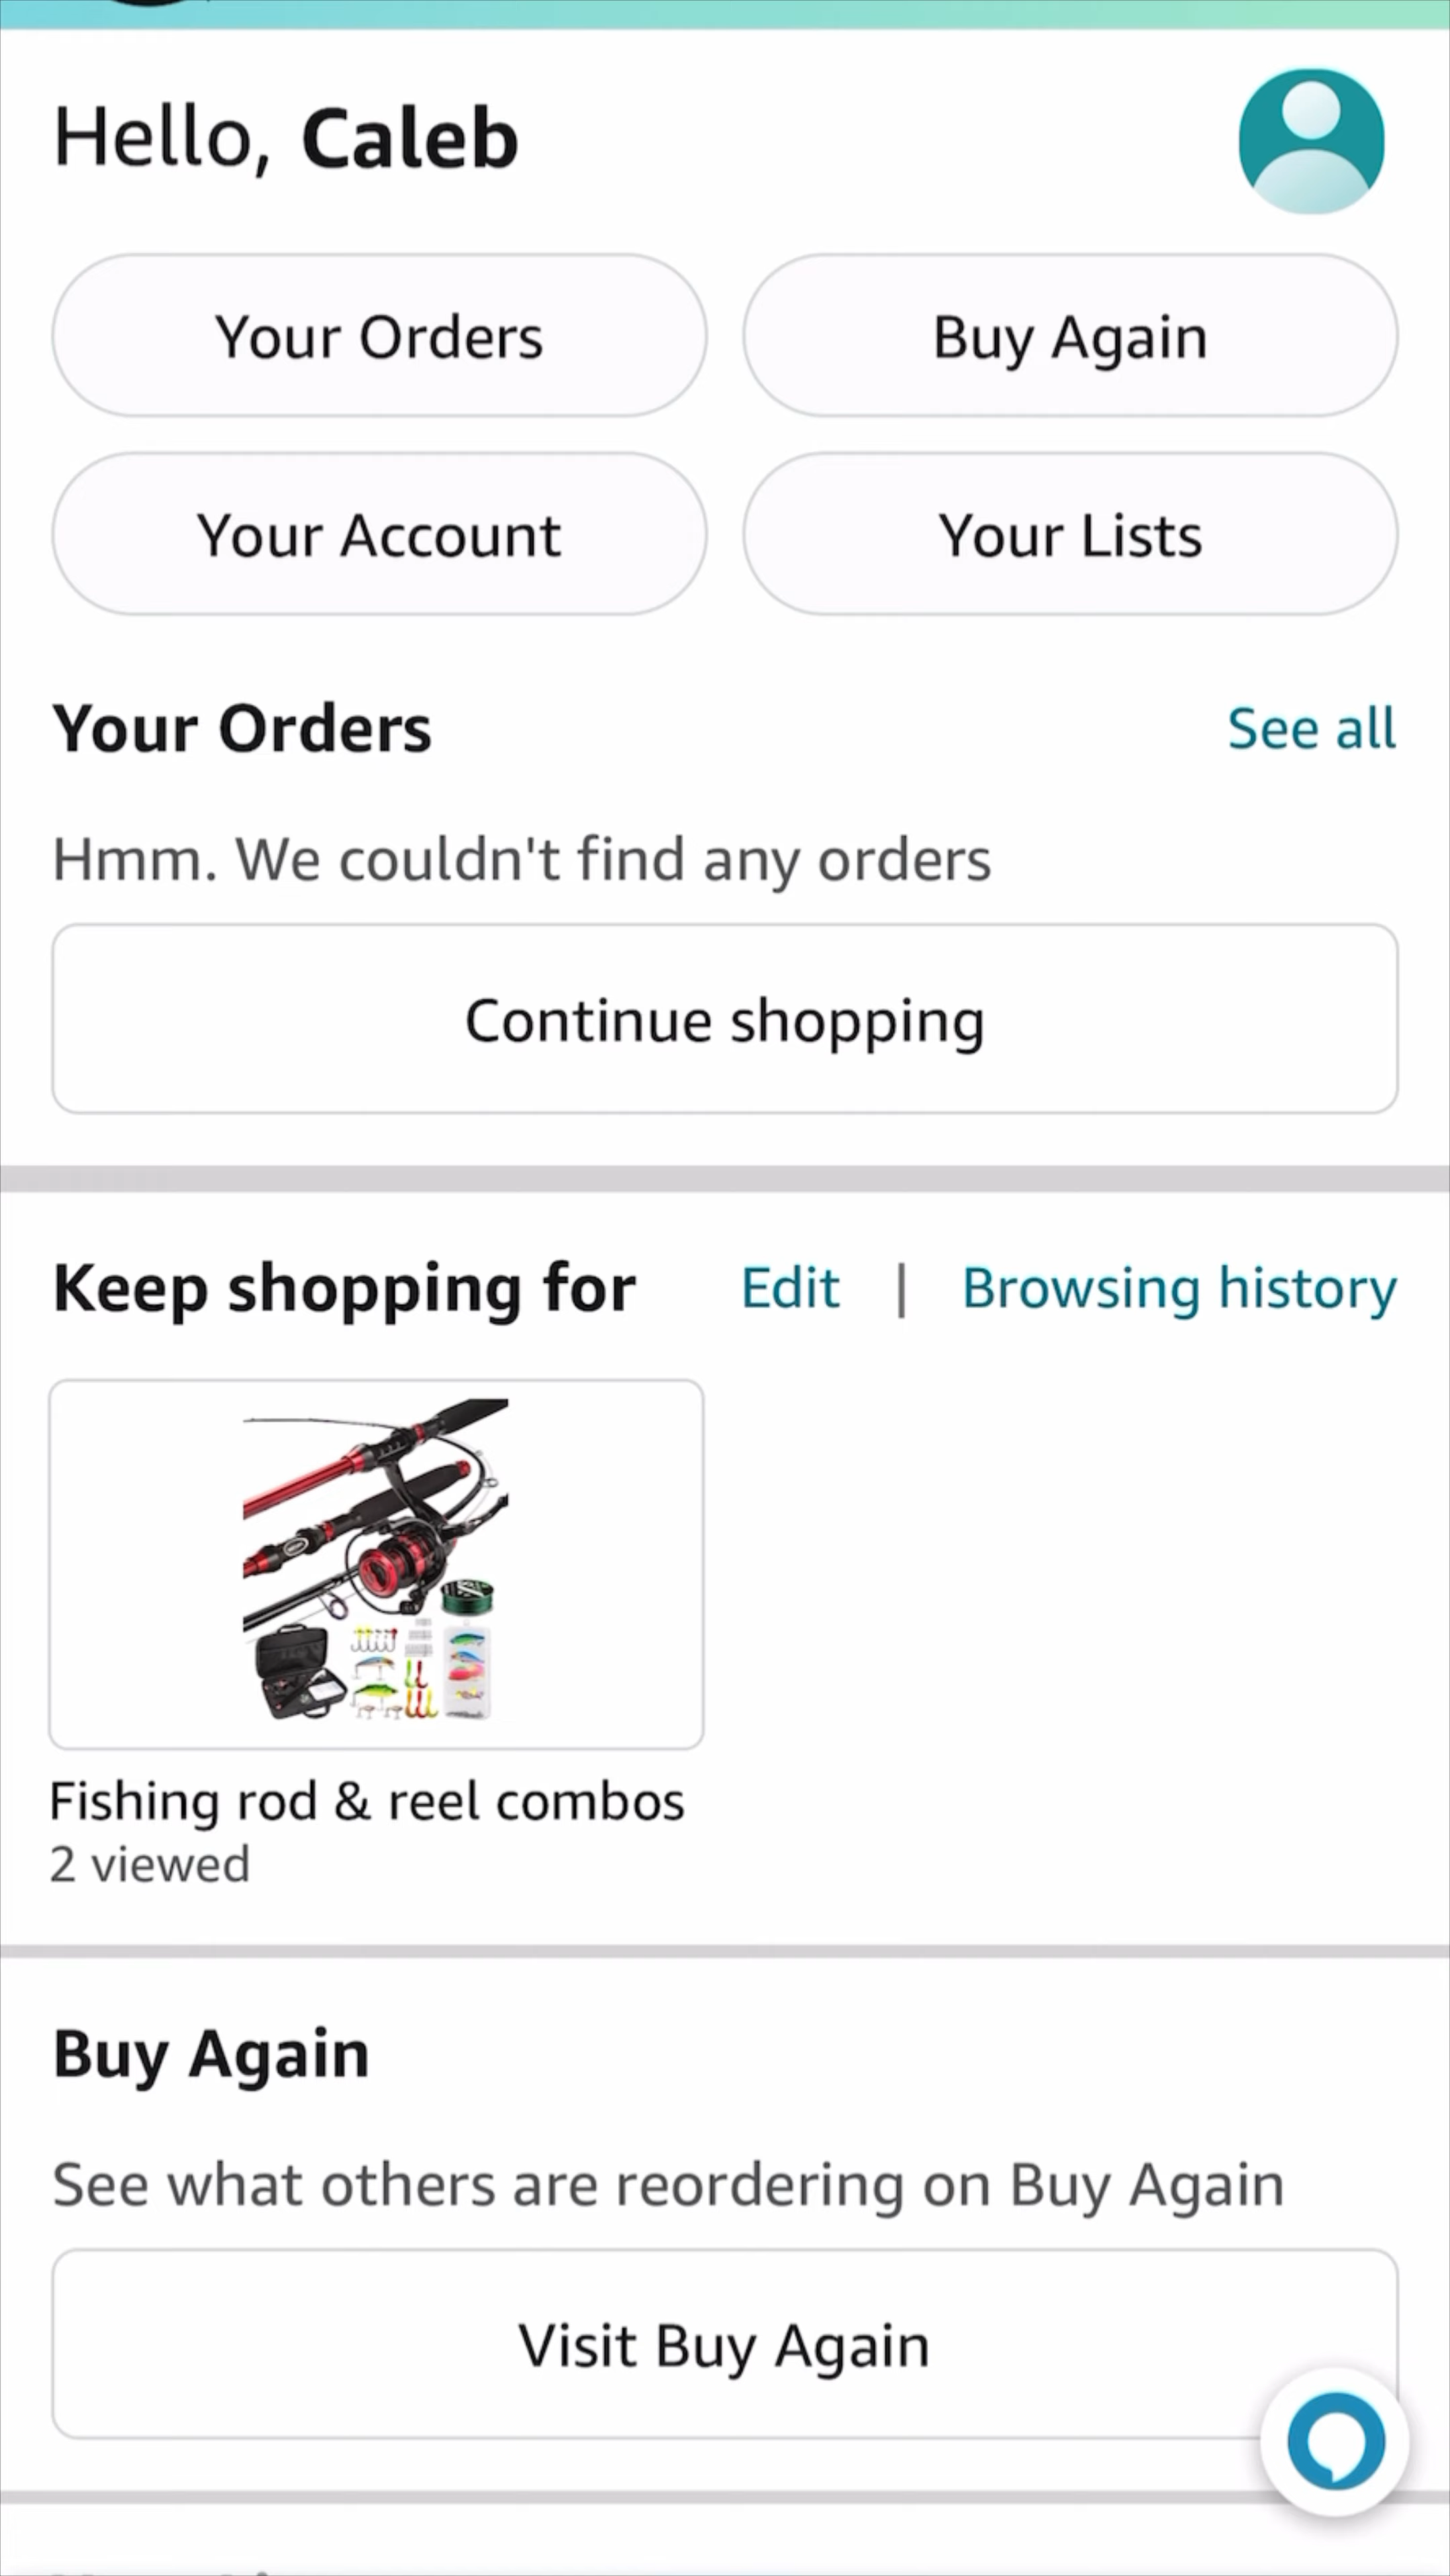 Hello, Caleb
Your Orders
Buy Again
Your Account
Your Lists
Your Orders
See all
Hmm. We couldn't find any orders
Continue shopping
Keep shopping for
Edit | Browsing history
Fishing rod & reel combos
2 viewed
Buy Again
See what others are reordering on Buy Again
Visit Buy Again